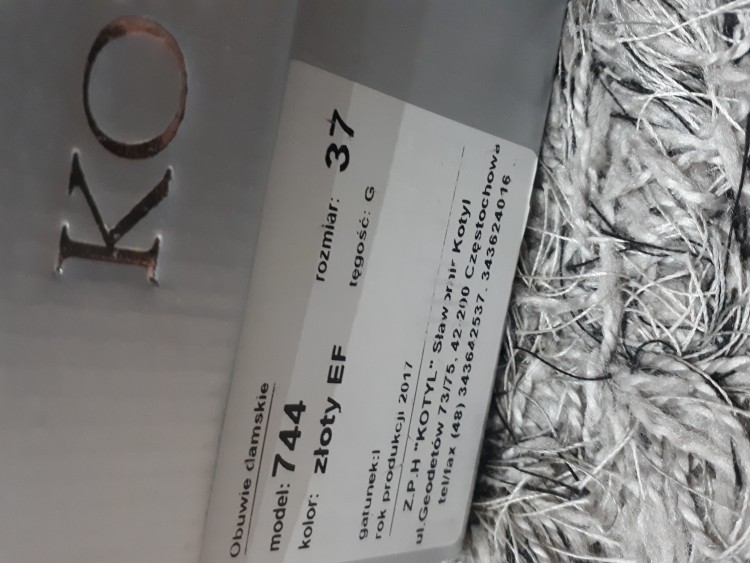 KO
Obuwie damskie
model: 744 rozmiar: 37
kolor: złoty EF tęgość: G
gatunek:I
rok produkcji 2017
Z.P.H "KOTYL" Sławomir Kotyl
ul.Geodetów 73/75, 42-200 Częstochowa
tel/fax (48) 343642537, 343624016